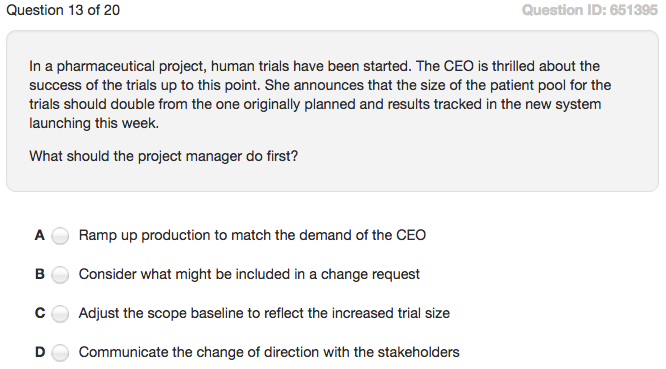 Question 13 of 20
Question ID: 651395
In a pharmaceutical project, human trials have been started. The CEO is thrilled about the
success of the trials up to this point. She announces that the size of the patient pool for the
trials should double from the one originally planned and results tracked in the new system
launching this week.
What should the project manager do first?
A Ramp up production to match the demand of the CEO
B Consider what might be included in a change request
C Adjust the scope baseline to reflect the increased trial size
D Communicate the change of direction with the stakeholders